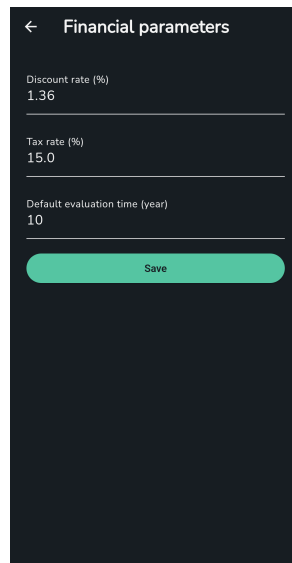 Financial parameters
Discount rate (%)
1.36
Tax rate (%)
15.0
Default evaluation time (year)
10
Save